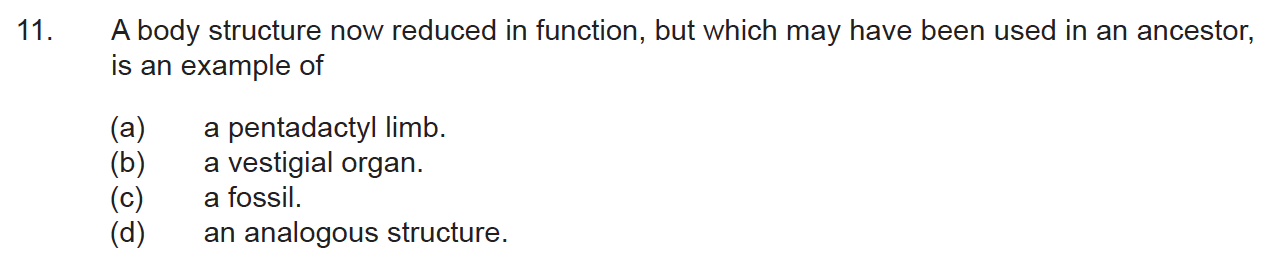 11. A body structure now reduced in function, but which may have been used in an ancestor,
is an example of
(a) a pentadactyl limb.
(b) a vestigial organ.
(c) a fossil.
(d) an analogous structure.